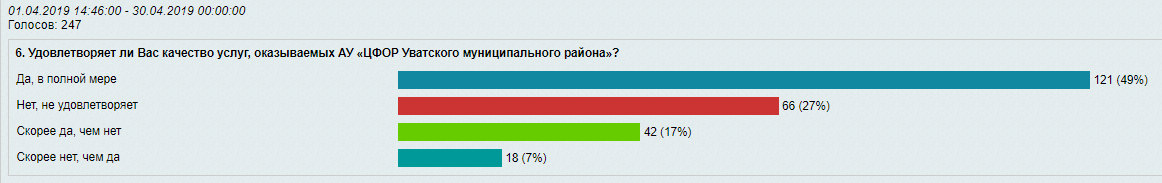 01.04.2019 14:46:00 - 30.04.2019 00:00:00
Голосов: 247
6. Удовлетворяет ли Вас качество услуг, оказываемых АУ «ЦФОР Уватского муниципального района»?
Да, в полной мере 121 (49%)
Нет, не удовлетворяет 66 (27%)
Скорее да, чем нет 42 (17%)
Скорее нет, чем да 18 (7%)